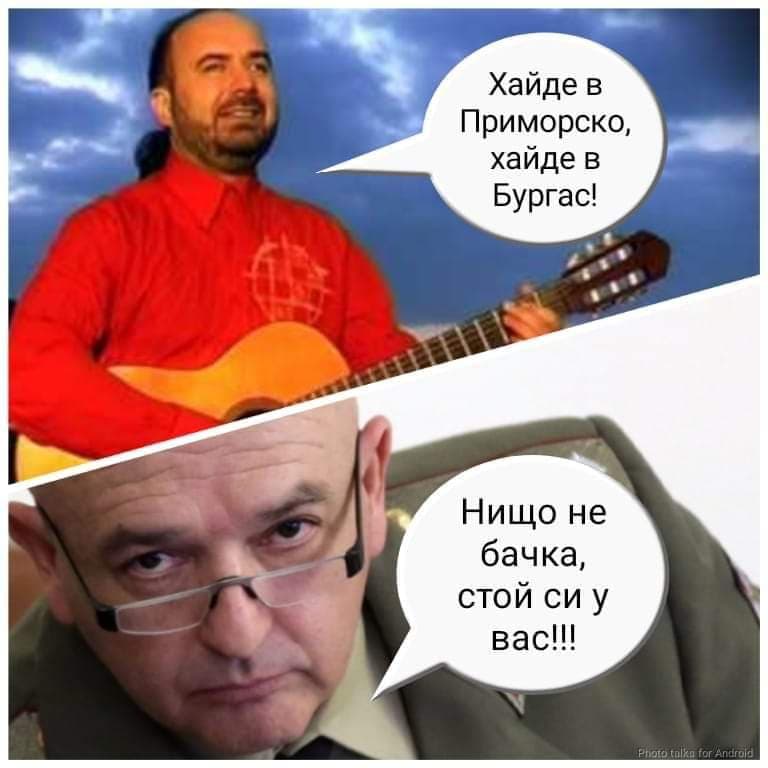 Хайде в
Приморско,
хайде в
Бургас!
Нищо не
бачка,
стой си у
вас!!!
Photo talks for Android